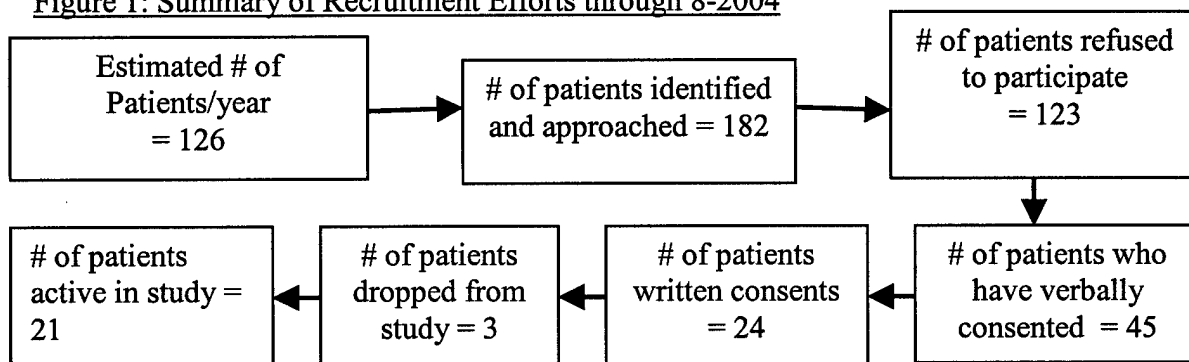 Figure 1: Summary of Recruitment Efforts through 8-2004
Estimated # of
Patients/year
= 126
# of patients identified
and approached = 182
# of patients refused
to participate
= 123
# of patients who
have verbally
consented = 45
# of patients
written consents
= 24
# of patients
dropped from
study = 3
# of patients
active in study =
21